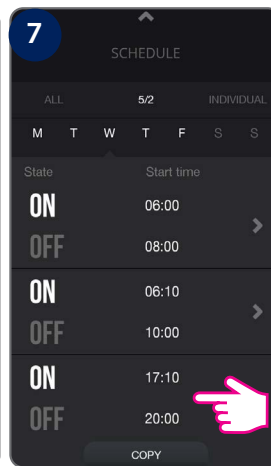 7
SCHEDULE
ALL 5/2 INDIVIDUAL
M T W T F S S
State Start time
ON 06:00
OFF 08:00
ON 06:10
OFF 10:00
ON 17:10
OFF 20:00
COPY